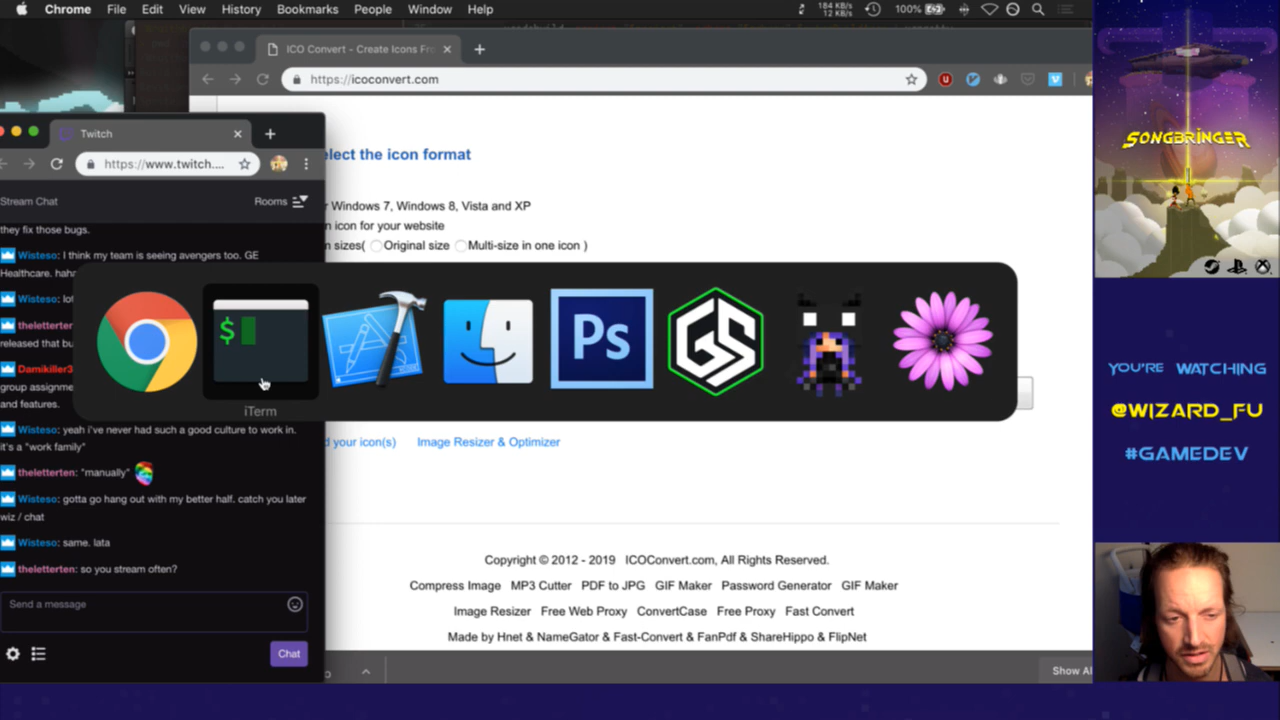 Chrome File Edit View History Bookmarks People Window Help
184 KB/s
12 KB/s
100%
ICO Convert - Create Icons Fro
https://icoconvert.com
Twitch
https://www.twitch....
Stream Chat
Rooms
they fix those bugs.
Wisteso: I think my team is seeing avengers too. GE
Healthcare. haha
Wisteso: lot
theletterten
released that bu
Damikiller3
group assignme
and features.
Wisteso: yeah i've never had such a good culture to work in.
it's a "work family"
theletterten: "manually"
Wisteso: gotta go hang out with my better half. catch you later
wiz / chat
Wisteso: same. lata
theletterten: so you stream often?
Send a message
Chat
elect the icon format
r Windows 7, Windows 8, Vista and XP
n icon for your website
m sizes( Original size Multi-size in one icon )
$
Ps
GS
iTerm
d your icon(s) Image Resizer & Optimizer
Copyright © 2012 - 2019 ICOConvert.com, All Rights Reserved.
Compress Image MP3 Cutter PDF to JPG GIF Maker Password Generator GIF Maker
Image Resizer Free Web Proxy ConvertCase Free Proxy Fast Convert
Made by Hnet & NameGator & Fast-Convert & FanPdf & ShareHippo & FlipNet
Show Al
SONGBRINGER
YOU'RE WATCHING
@WIZARD_FU
#GAMEDEV